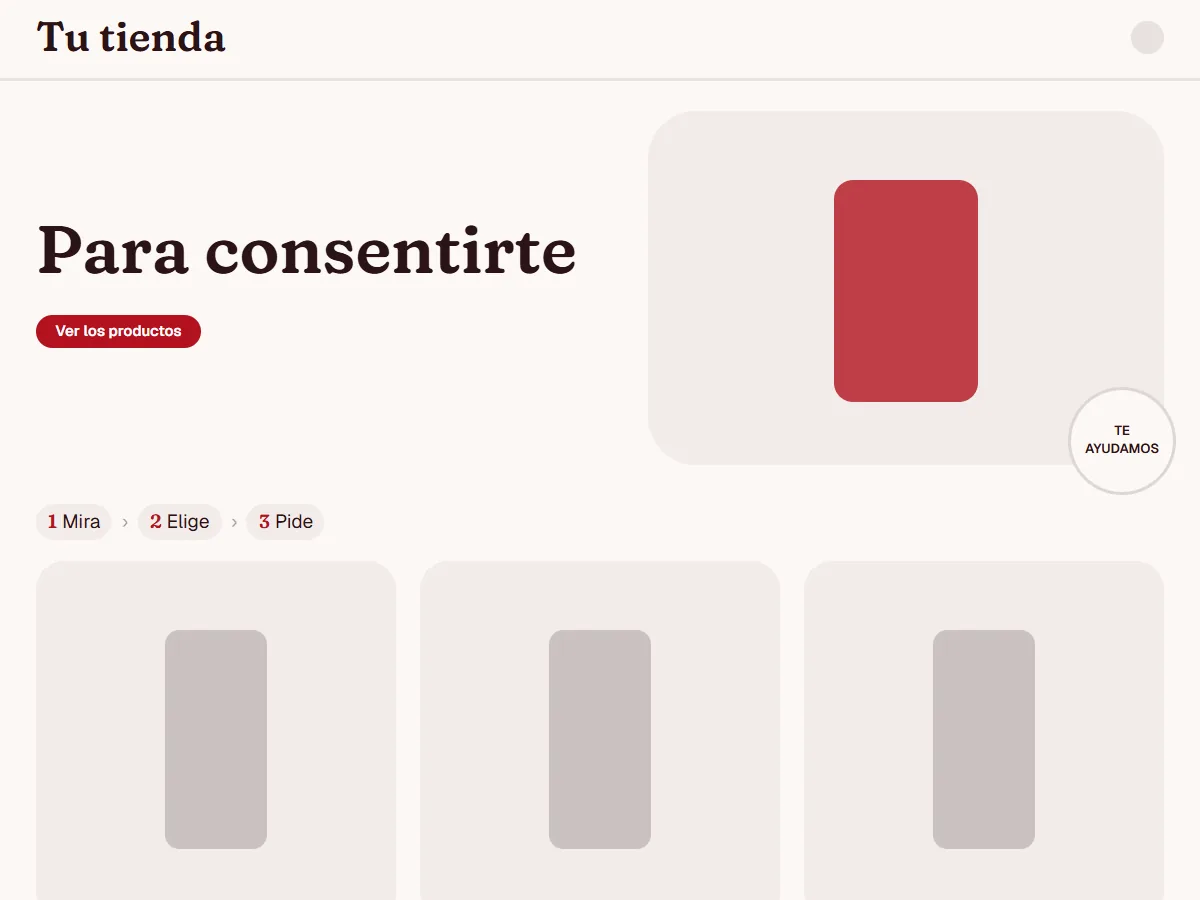 Tu tienda
Para consentirte
Ver los productos
TE
AYUDAMOS
1 Mira › 2 Elige › 3 Pide